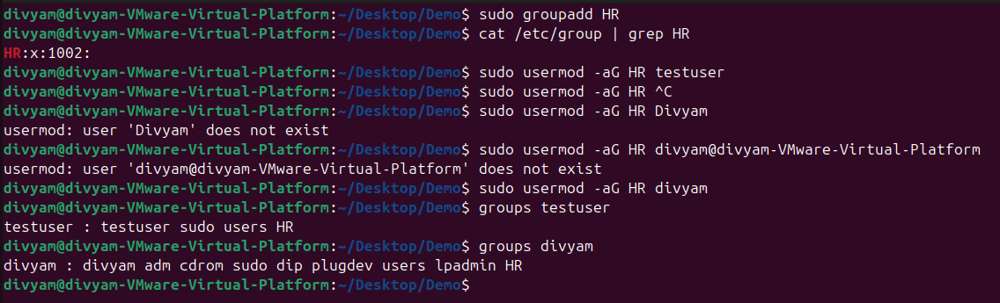 divyam@divyam-VMware-Virtual-Platform:~/Desktop/Demo$ sudo groupadd HR
divyam@divyam-VMware-Virtual-Platform:~/Desktop/Demo$ cat /etc/group | grep HR
HR:x:1002:
divyam@divyam-VMware-Virtual-Platform:~/Desktop/Demo$ sudo usermod -aG HR testuser
divyam@divyam-VMware-Virtual-Platform:~/Desktop/Demo$ sudo usermod -aG HR ^C
divyam@divyam-VMware-Virtual-Platform:~/Desktop/Demo$ sudo usermod -aG HR Divyam
usermod: user 'Divyam' does not exist
divyam@divyam-VMware-Virtual-Platform:~/Desktop/Demo$ sudo usermod -aG HR divyam@divyam-VMware-Virtual-Platform
usermod: user 'divyam@divyam-VMware-Virtual-Platform' does not exist
divyam@divyam-VMware-Virtual-Platform:~/Desktop/Demo$ sudo usermod -aG HR divyam
divyam@divyam-VMware-Virtual-Platform:~/Desktop/Demo$ groups testuser
testuser : testuser sudo users HR
divyam@divyam-VMware-Virtual-Platform:~/Desktop/Demo$ groups divyam
divyam : divyam adm cdrom sudo dip plugdev users lpadmin HR
divyam@divyam-VMware-Virtual-Platform:~/Desktop/Demo$